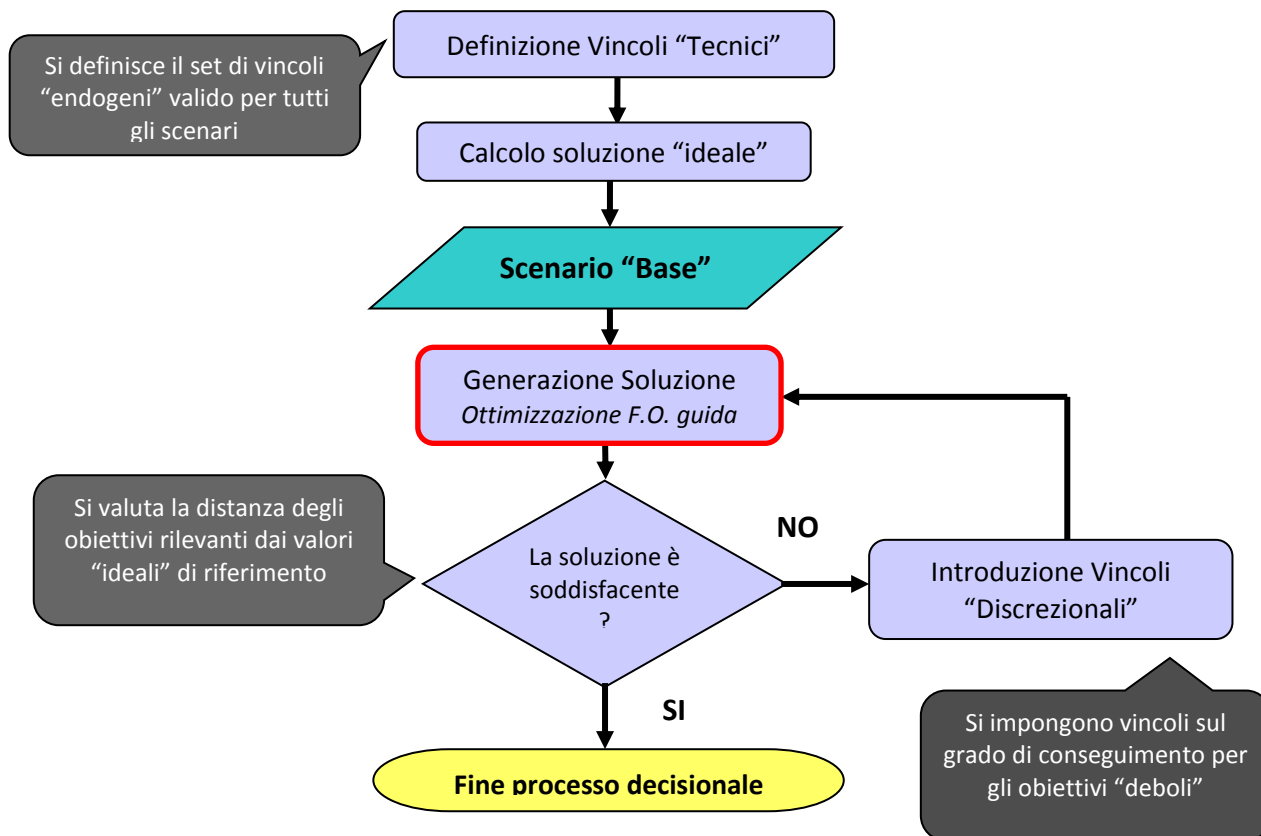 Definizione Vincoli “Tecnici”
Si definisce il set di vincoli
“endogeni” valido per tutti
gli scenari
Calcolo soluzione “ideale”
Scenario “Base”
Generazione Soluzione
Ottimizzazione F.O. guida
Si valuta la distanza degli
obiettivi rilevanti dai valori
“ideali” di riferimento
La soluzione è
soddisfacente
?
NO
Introduzione Vincoli
“Discrezionali”
SI
Si impongono vincoli sul
grado di conseguimento per
gli obiettivi “deboli”
Fine processo decisionale